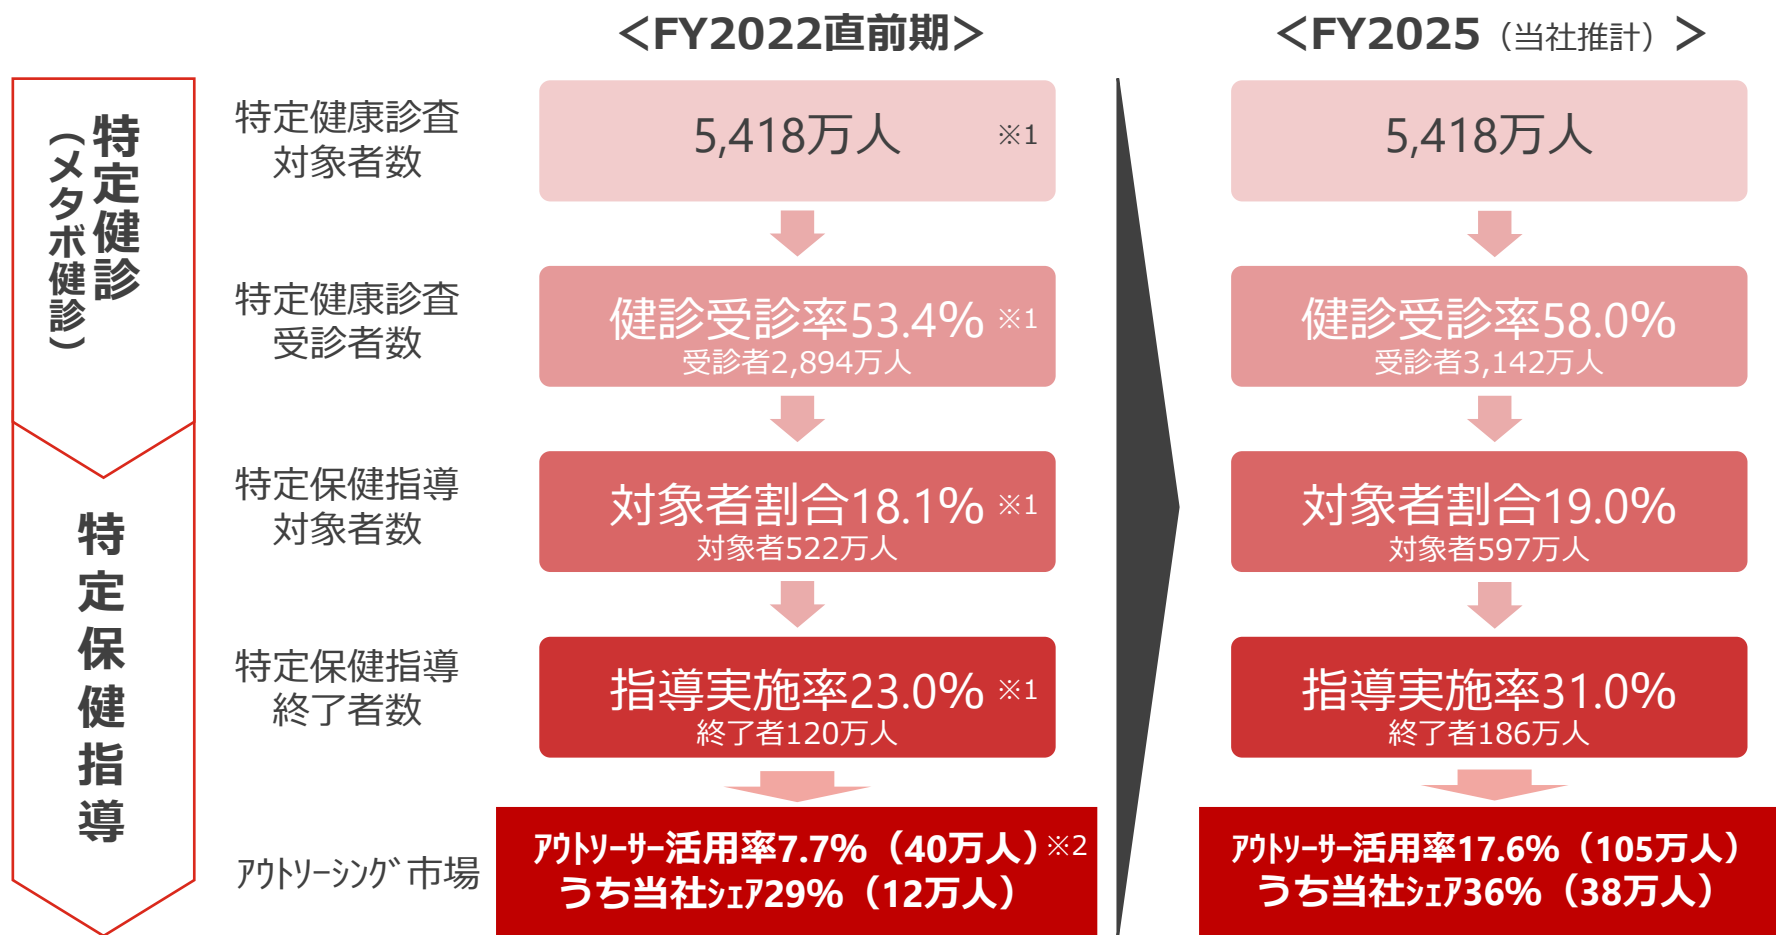 ＜FY2022直前期＞
＜FY2025（当社推計）＞
特定健診
（メタボ健診）
特定健康診査
対象者数
5,418万人 ※1
5,418万人
特定健康診査
受診者数
健診受診率53.4% ※1
受診者2,894万人
健診受診率58.0%
受診者3,142万人
特定保健指導
特定保健指導
対象者数
対象者割合18.1% ※1
対象者522万人
対象者割合19.0%
対象者597万人
特定保健指導
終了者数
指導実施率23.0% ※1
終了者120万人
指導実施率31.0%
終了者186万人
ｱｳﾄｿｰｼﾝｸﾞ市場
ｱｳﾄｿｰｻｰ活用率7.7%（40万人）※2
うち当社ｼｪｱ29%（12万人）
ｱｳﾄｿｰｻｰ活用率17.6%（105万人）
うち当社ｼｪｱ36%（38万人）